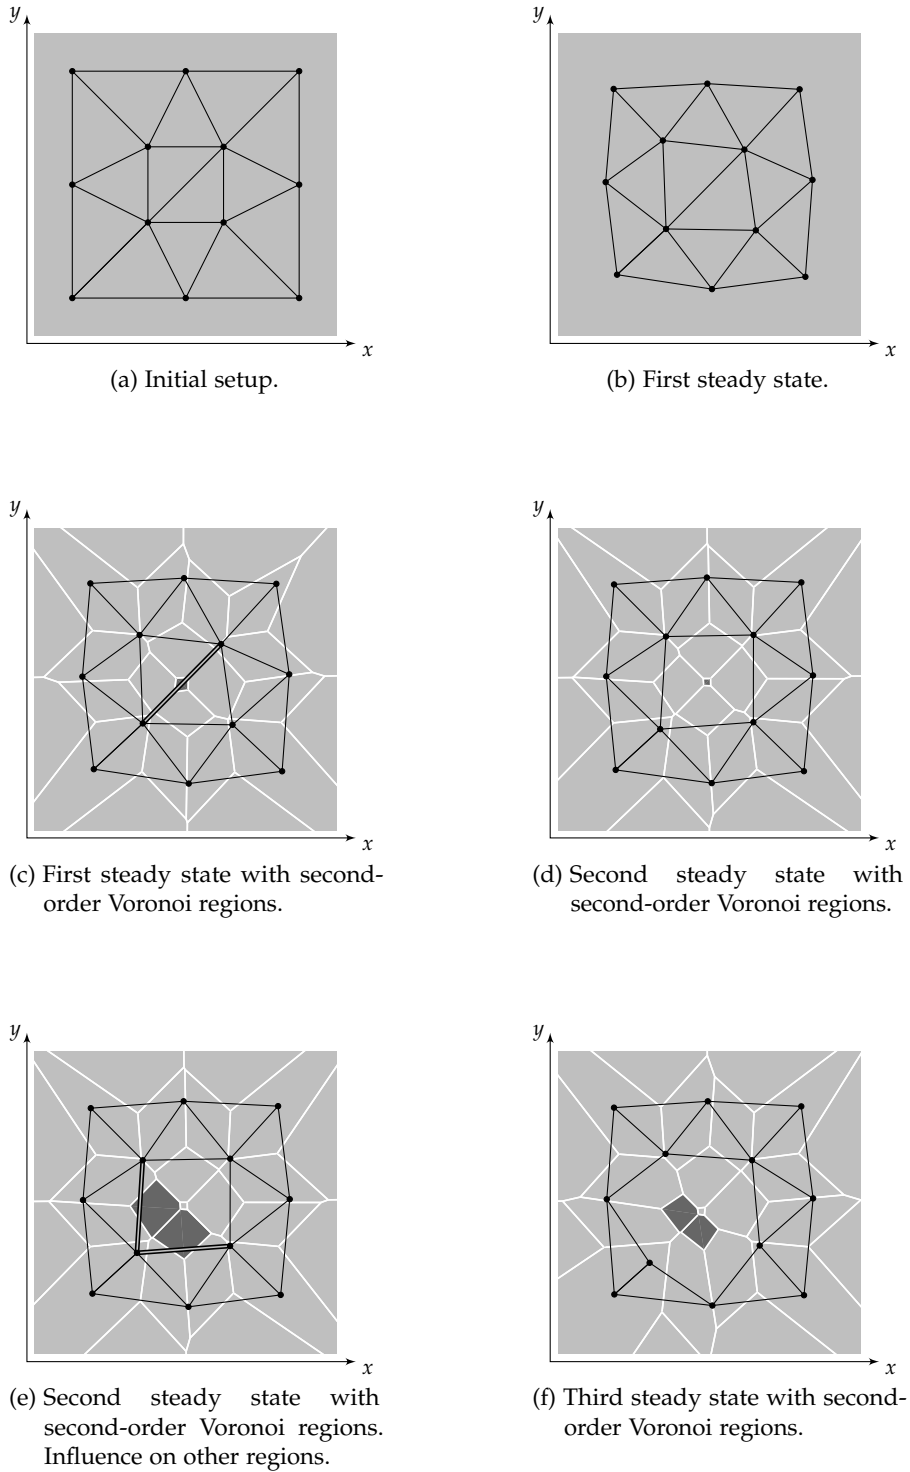 y
y
x
x
(a) Initial setup.
(b) First steady state.
y
y
x
x
(c) First steady state with second-
order Voronoi regions.
(d) Second steady state with
second-order Voronoi regions.
y
y
x
x
(e) Second steady state with
second-order Voronoi regions.
Influence on other regions.
(f) Third steady state with second-
order Voronoi regions.